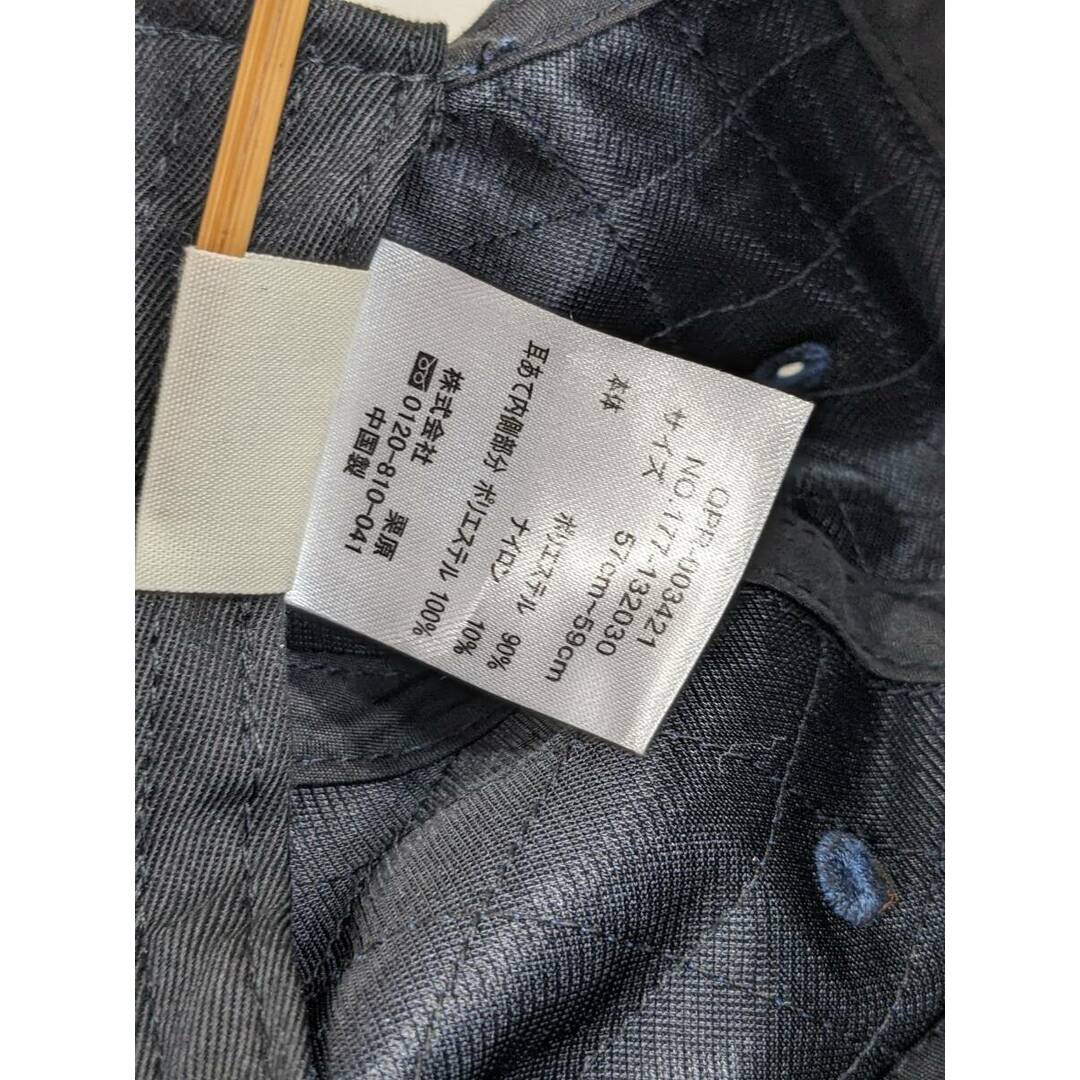 QPFR-003421
NO.177-132030
サイズ 57cm~59cm
本体 ポリエステル 90%
ナイロン 10%
耳あて内側部分 ポリエステル 100%
株式会社 栗原
0120-810-041
中国製